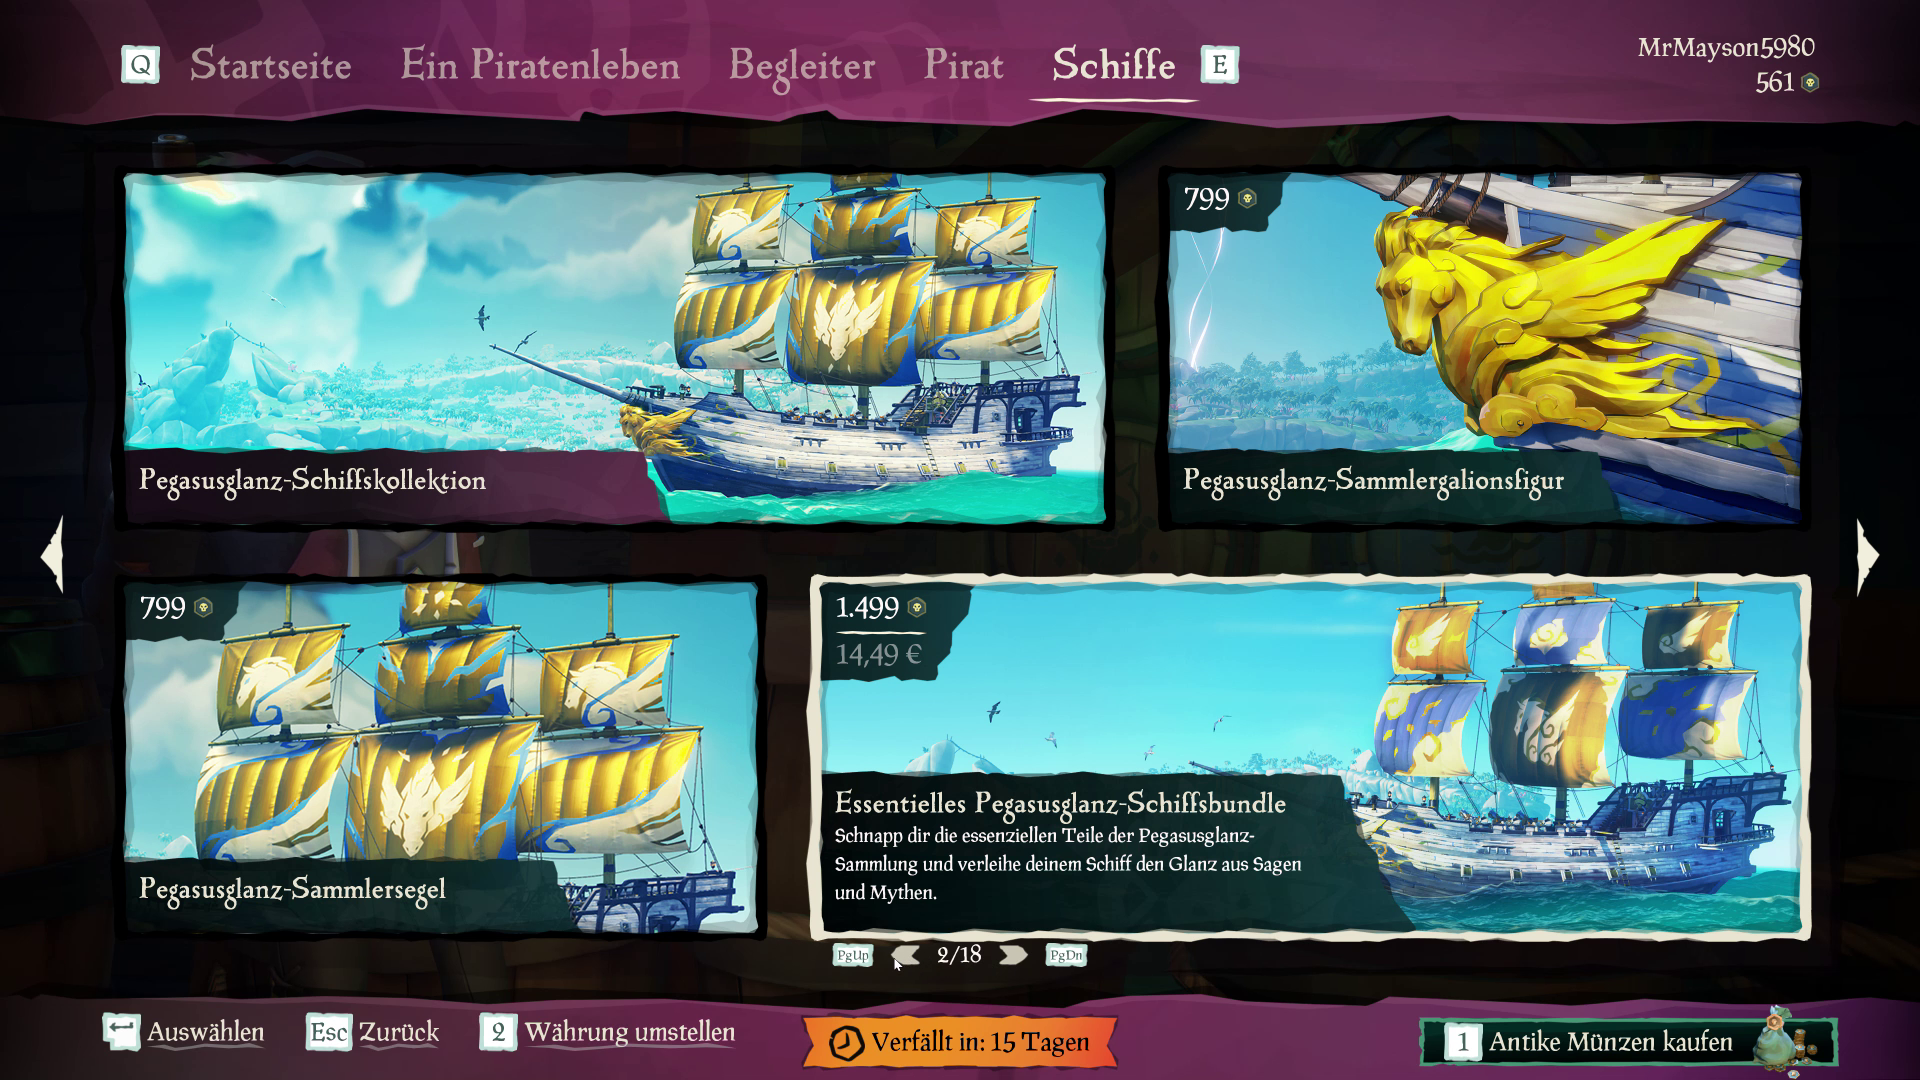 Q Startseite Ein Piratenleben Begleiter Pirat Schiffe E
MrMayson5980
561
Pegasusglanz-Schiffskollektion
799
Pegasusglanz-Sammlergalionsfigur
799
Pegasusglanz-Sammlersegel
1.499
14,49 €
Essentielles Pegasusglanz-Schiffsbundle
Schnapp dir die essenziellen Teile der Pegasusglanz-
Sammlung und verleihe deinem Schiff den Glanz aus Sagen
und Mythen.
PgUp 2/18 PgDn
Auswählen Esc Zurück 2 Währung umstellen
Verfällt in: 15 Tagen
1 Antike Münzen kaufen